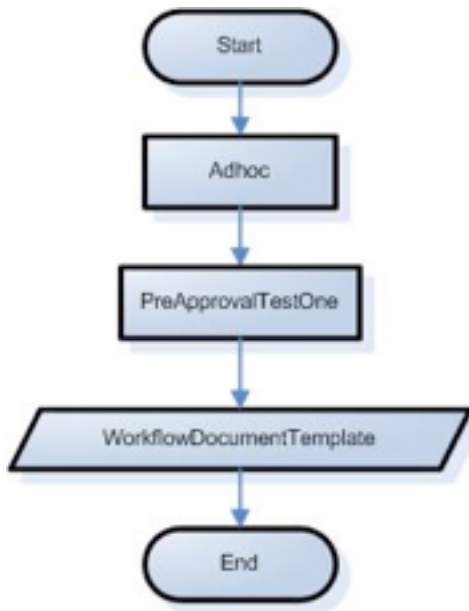 Start
Adhoc
PreApprovalTestOne
WorkflowDocumentTemplate
End